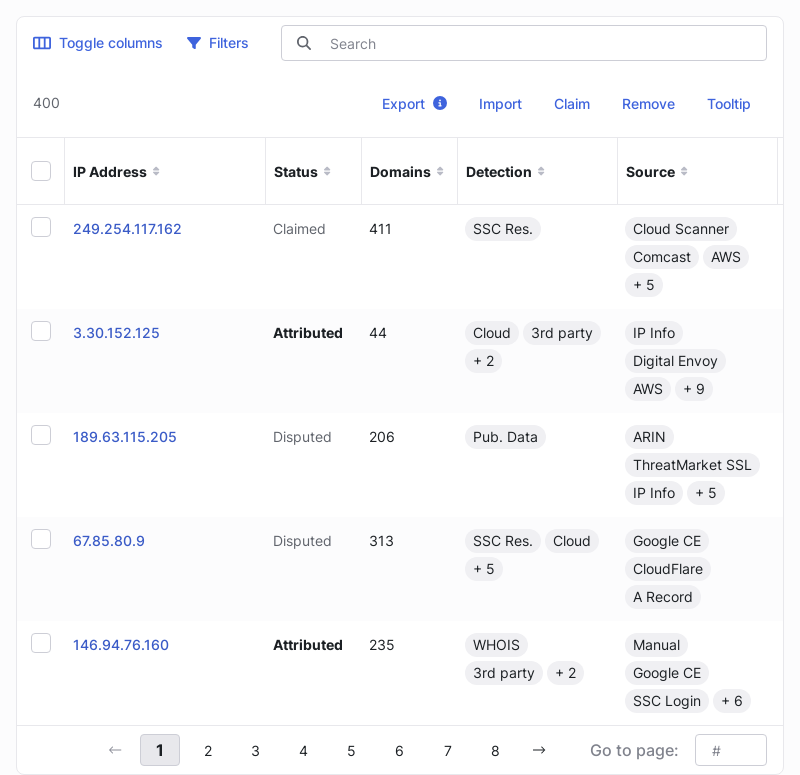 Toggle columns Filters Search
400 Export Import Claim Remove Tooltip
IP Address Status Domains Detection Source
249.254.117.162 Claimed 411 SSC Res. Cloud Scanner
Comcast AWS
+ 5
3.30.152.125 Attributed 44 Cloud 3rd party IP Info
+ 2 Digital Envoy
AWS + 9
189.63.115.205 Disputed 206 Pub. Data ARIN
ThreatMarket SSL
IP Info + 5
67.85.80.9 Disputed 313 SSC Res. Cloud Google CE
+ 5 CloudFlare
A Record
146.94.76.160 Attributed 235 WHOIS Manual
3rd party + 2 Google CE
SSC Login + 6
← 1 2 3 4 5 6 7 8 → Go to page: #